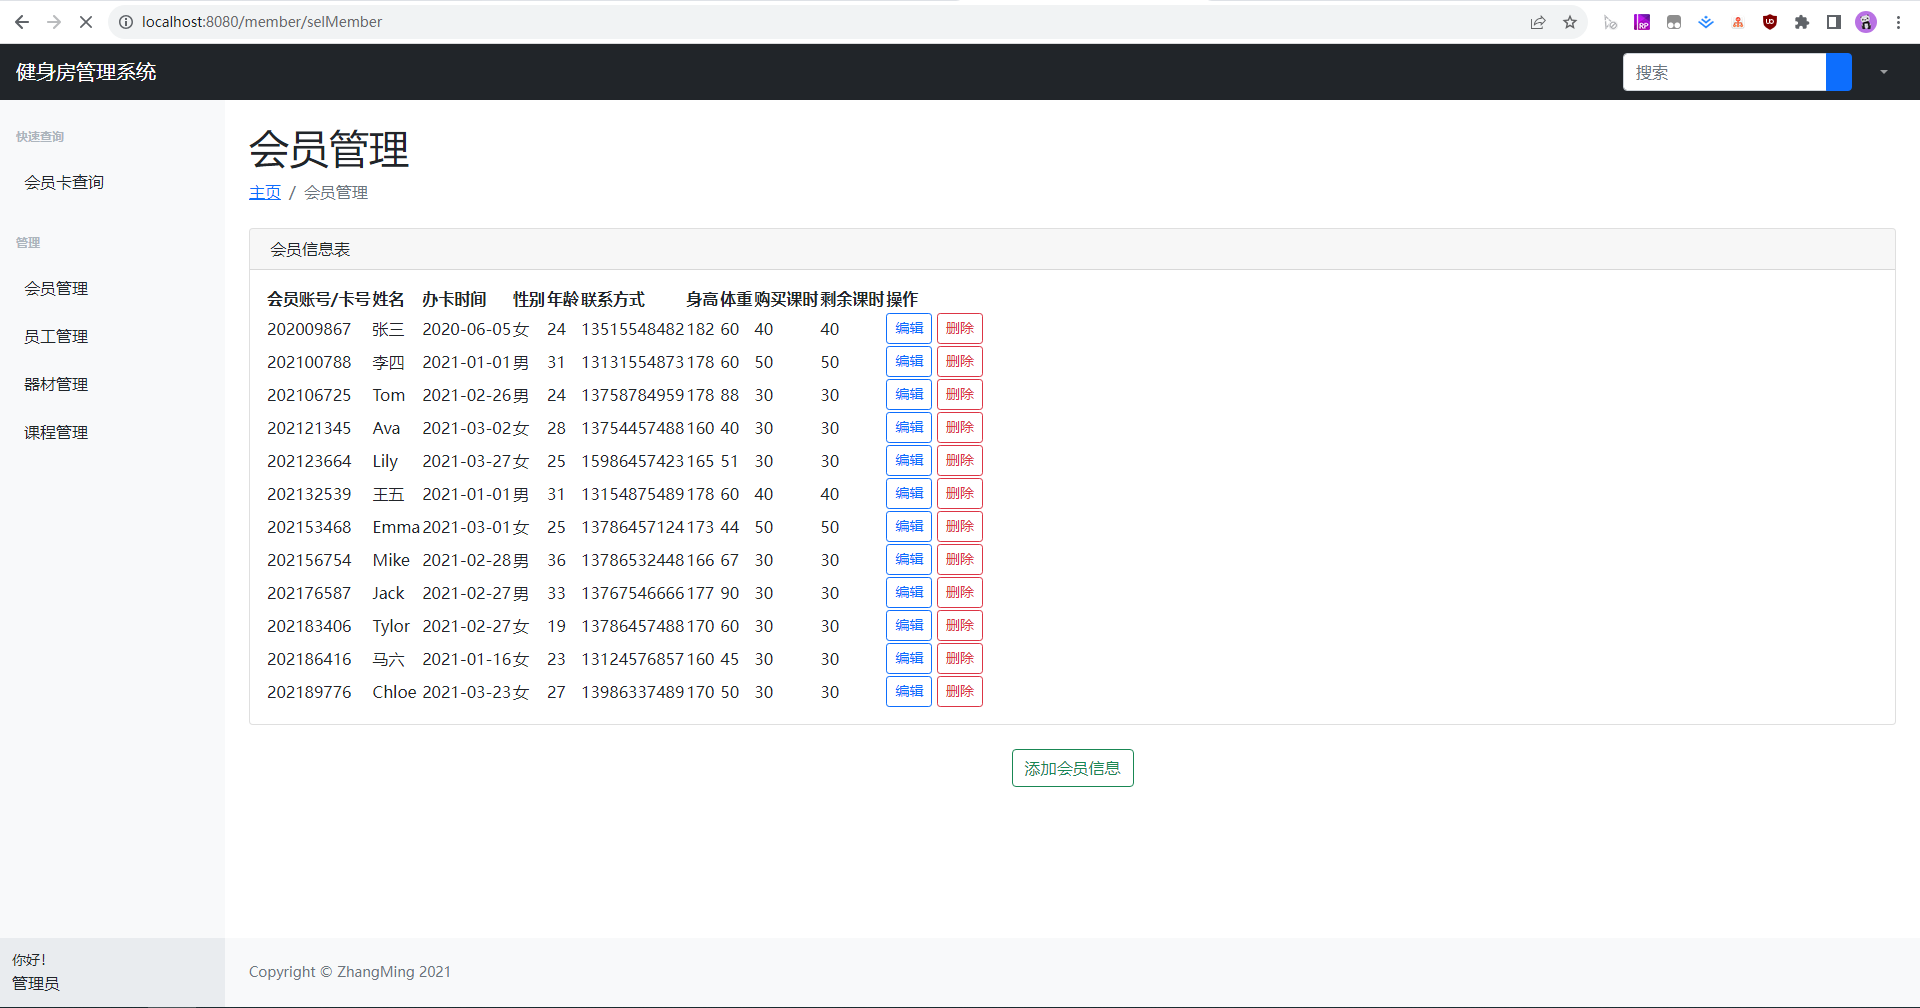 localhost:8080/member/selMember
健身房管理系统
搜索
快速查询
会员卡查询
管理
会员管理
员工管理
器材管理
课程管理
会员管理
主页 / 会员管理
会员信息表
会员账号/卡号 姓名 办卡时间 性别 年龄 联系方式 身高 体重 购买课时 剩余课时 操作
202009867 张三 2020-06-05 女 24 13515548482 182 60 40 40 编辑 删除
202100788 李四 2021-01-01 男 31 13131554873 178 60 50 50 编辑 删除
202106725 Tom 2021-02-26 男 24 13758784959 178 88 30 30 编辑 删除
202121345 Ava 2021-03-02 女 28 13754457488 160 40 30 30 编辑 删除
202123664 Lily 2021-03-27 女 25 15986457423 165 51 30 30 编辑 删除
202132539 王五 2021-01-01 男 31 13154875489 178 60 40 40 编辑 删除
202153468 Emma 2021-03-01 女 25 13786457124 173 44 50 50 编辑 删除
202156754 Mike 2021-02-28 男 36 13786532448 166 67 30 30 编辑 删除
202176587 Jack 2021-02-27 男 33 13767546666 177 90 30 30 编辑 删除
202183406 Tylor 2021-02-27 女 19 13786457488 170 60 30 30 编辑 删除
202186416 马六 2021-01-16 女 23 13124576857 160 45 30 30 编辑 删除
202189776 Chloe 2021-03-23 女 27 13986337489 170 50 30 30 编辑 删除
添加会员信息
你好！
管理员
Copyright © ZhangMing 2021